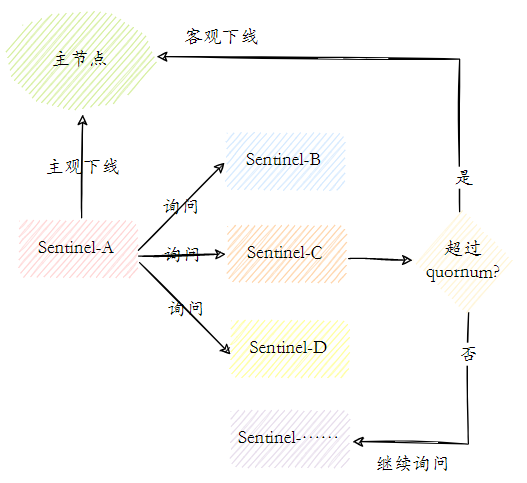 客观下线
主节点
主观下线
Sentinel-B
询问
是
Sentinel-A
询问
Sentinel-C
超过
quornum?
询问
Sentinel-D
否
Sentinel-······
继续询问